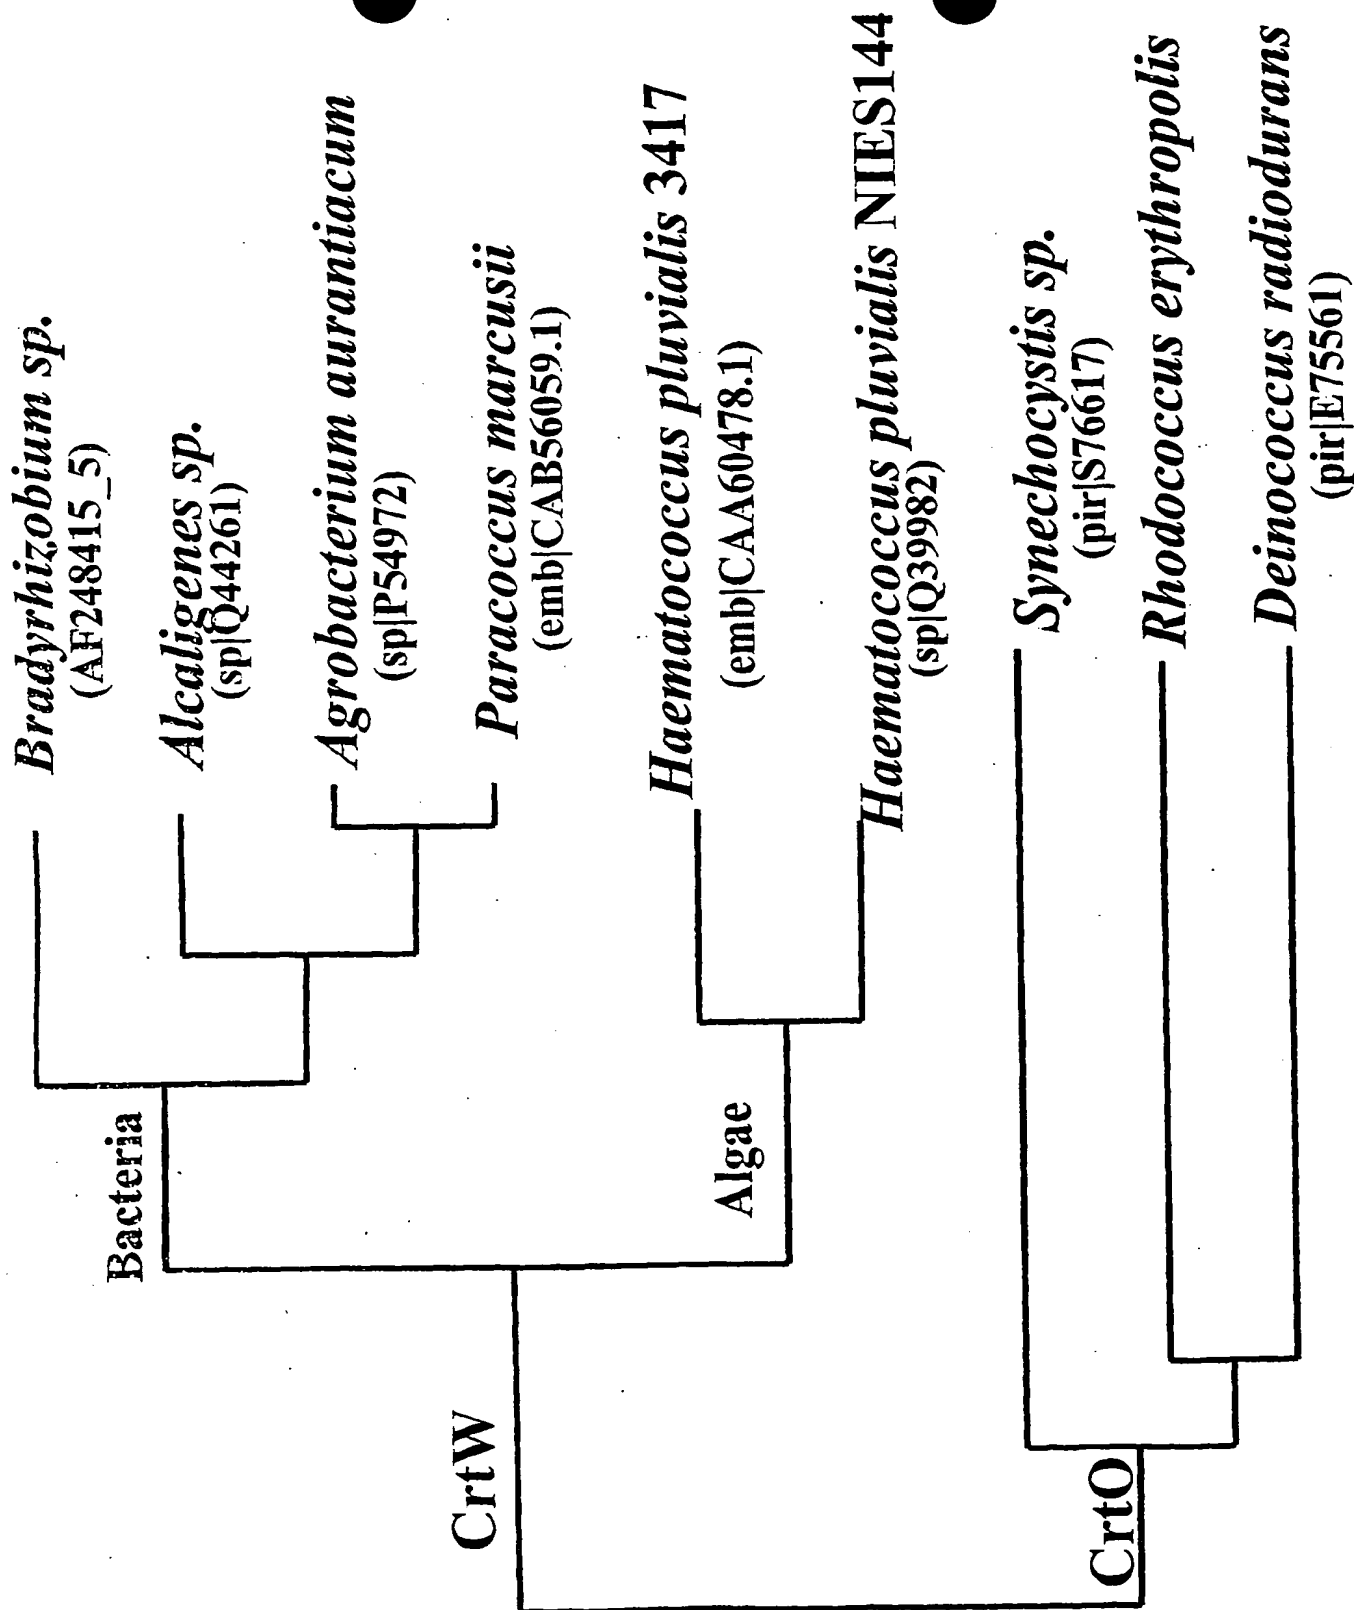 Bradyrhizobium sp.
(AF248415_5)
Alcaligenes sp.
(sp|Q44261)
Agrobacterium aurantiacum
(sp|P54972)
Paracoccus marcusii
(emb|CAB56059.1)
Haematococcus pluvialis 3417
(emb|CAA60478.1)
Haematococcus pluvialis NIES144
(sp|Q39982)
Synechocystis sp.
(pir|S76617)
Rhodococcus erythropolis
Deinococcus radiodurans
(pir|E75561)
Bacteria
Algae
CrtW
CrtO